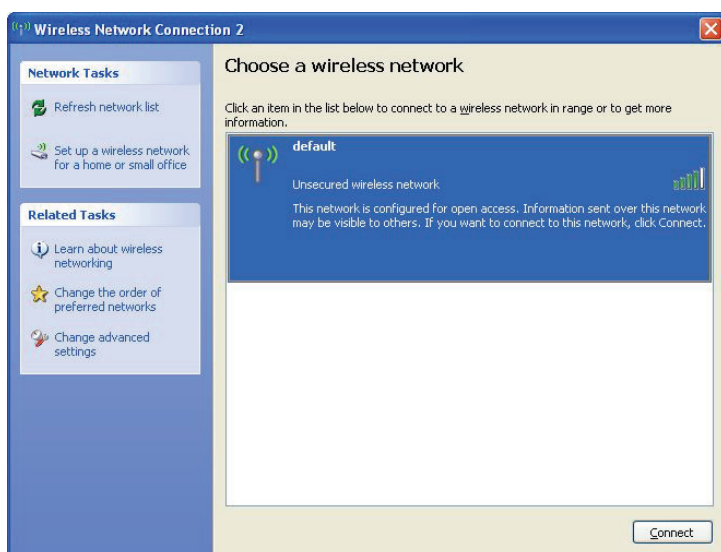 Wireless Network Connection 2
Network Tasks
Refresh network list
Set up a wireless network
for a home or small office
Related Tasks
Learn about wireless
networking
Change the order of
preferred networks
Change advanced
settings
Choose a wireless network
Click an item in the list below to connect to a wireless network in range or to get more
information.
default
Unsecured wireless network
This network is configured for open access. Information sent over this network
may be visible to others. If you want to connect to this network, click Connect.
Connect